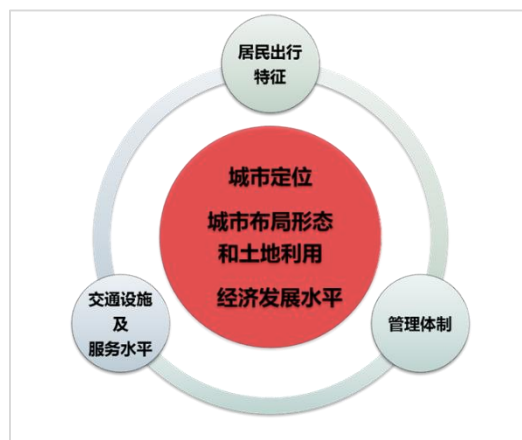 居民出行
特征
城市定位
城市布局形态
和土地利用
经济发展水平
交通设施
及
服务水平
管理体制